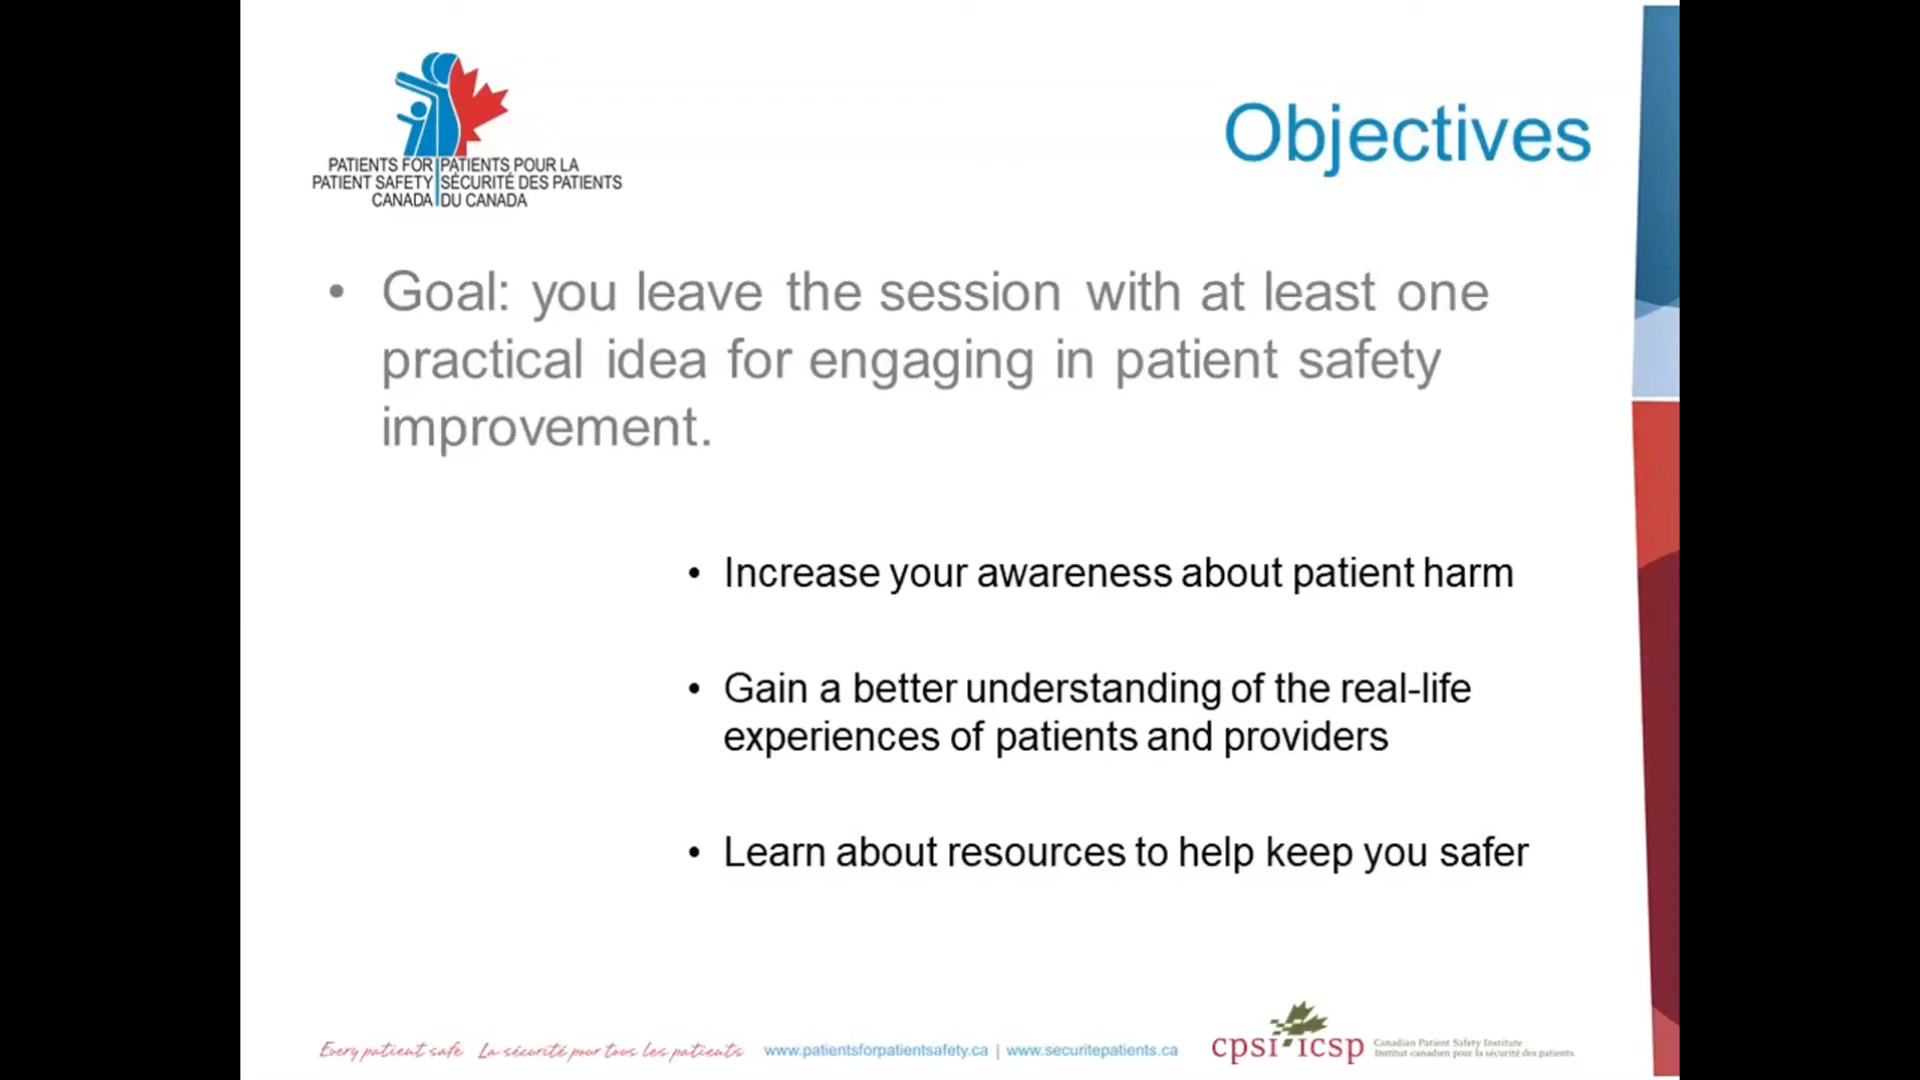 PATIENTS FOR PATIENTS POUR LA
PATIENT SAFETY SÉCURITÉ DES PATIENTS
CANADA DU CANADA
Objectives
• Goal: you leave the session with at least one
practical idea for engaging in patient safety
improvement.
• Increase your awareness about patient harm
• Gain a better understanding of the real-life
experiences of patients and providers
• Learn about resources to help keep you safer
Every patient safe La sécurité pour tous les patients www.patientsforpatientsafety.ca | www.securitepatients.ca
cpsi icsp
Canadian Patient Safety Institute
Institut canadien pour la sécurité des patients